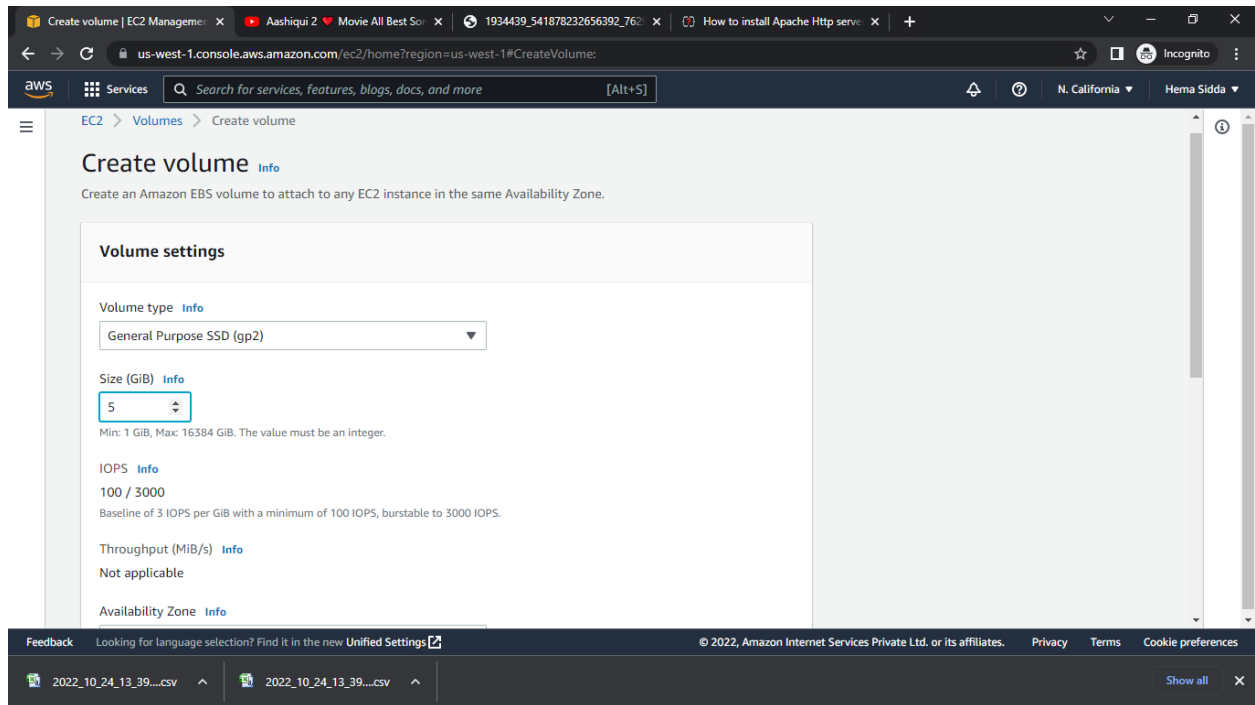 Create volume | EC2 Managemen
Aashiqui 2 ❤ Movie All Best Son
1934439_541878232656392_762
How to install Apache Http serve
us-west-1.console.aws.amazon.com/ec2/home?region=us-west-1#CreateVolume:
Incognito
aws
Services
Search for services, features, blogs, docs, and more
[Alt+S]
N. California
Hema Sidda
EC2 > Volumes > Create volume
Create volume Info
Create an Amazon EBS volume to attach to any EC2 instance in the same Availability Zone.
Volume settings
Volume type Info
General Purpose SSD (gp2)
Size (GiB) Info
5
Min: 1 GiB, Max: 16384 GiB. The value must be an integer.
IOPS Info
100 / 3000
Baseline of 3 IOPS per GiB with a minimum of 100 IOPS, burstable to 3000 IOPS.
Throughput (MiB/s) Info
Not applicable
Availability Zone Info
Feedback
Looking for language selection? Find it in the new Unified Settings
© 2022, Amazon Internet Services Private Ltd. or its affiliates.
Privacy
Terms
Cookie preferences
2022_10_24_13_39....csv
2022_10_24_13_39....csv
Show all